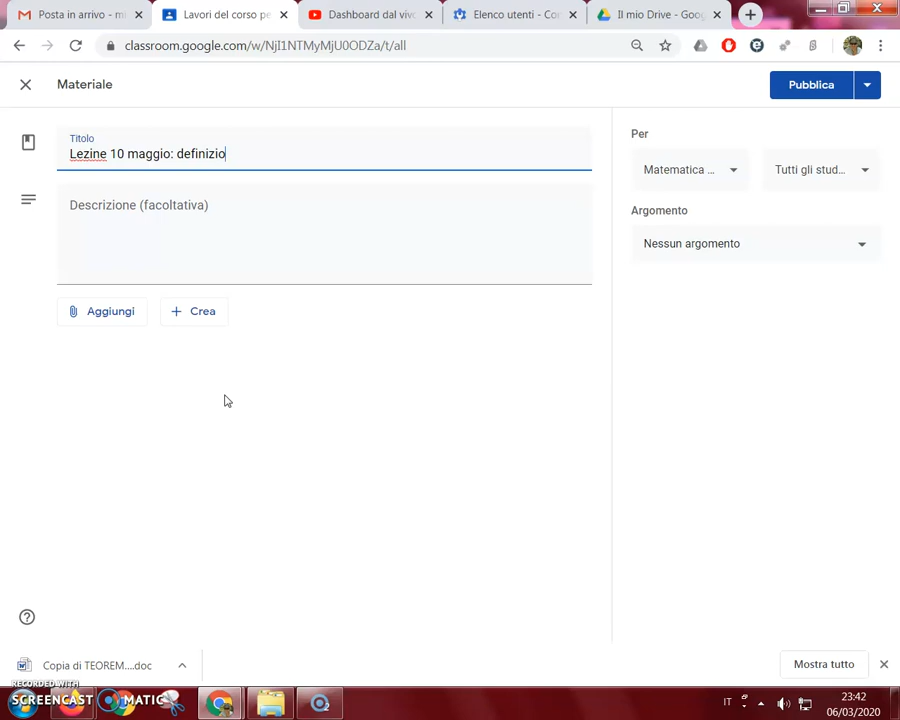 Posta in arrivo - m
Lavori del corso pe
Dashboard dal vivo
Elenco utenti - Con
Il mio Drive - Goog
classroom.google.com/w/NjI1NTMyMjU0ODZa/t/all
Materiale
Pubblica
Titolo
Lezine 10 maggio: definizio
Descrizione (facoltativa)
Aggiungi
Crea
Per
Matematica ...
Tutti gli stud...
Argomento
Nessun argomento
Copia di TEOREM....doc
Mostra tutto
RECORDED WITH
SCREENCAST MATIC
IT
23:42
06/03/2020